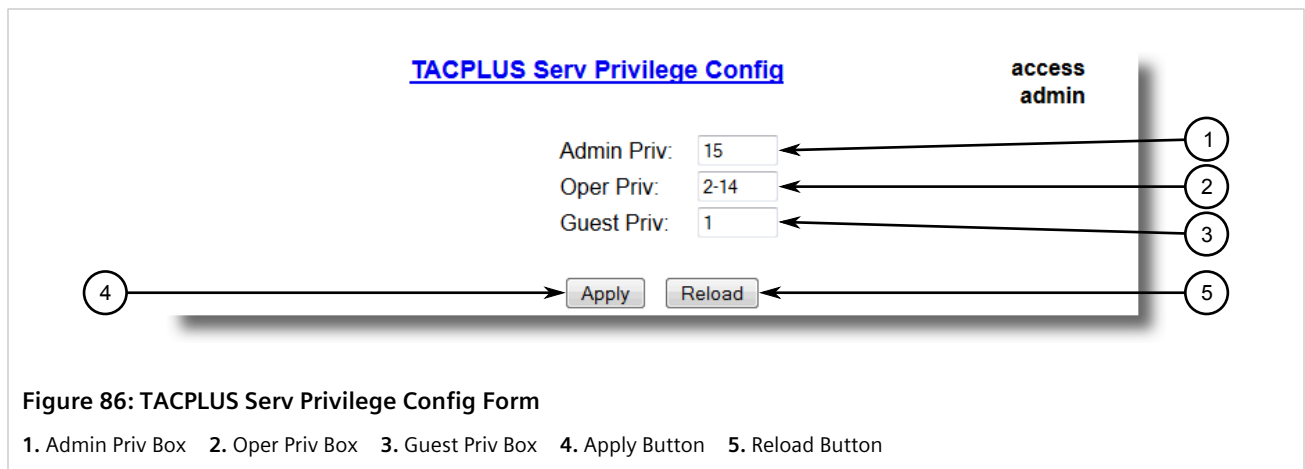 TACPLUS Serv Privilege Config
access
admin
Admin Priv: 15
1
Oper Priv: 2-14
2
Guest Priv: 1
3
4
Apply Reload
5
Figure 86: TACPLUS Serv Privilege Config Form
1. Admin Priv Box 2. Oper Priv Box 3. Guest Priv Box 4. Apply Button 5. Reload Button